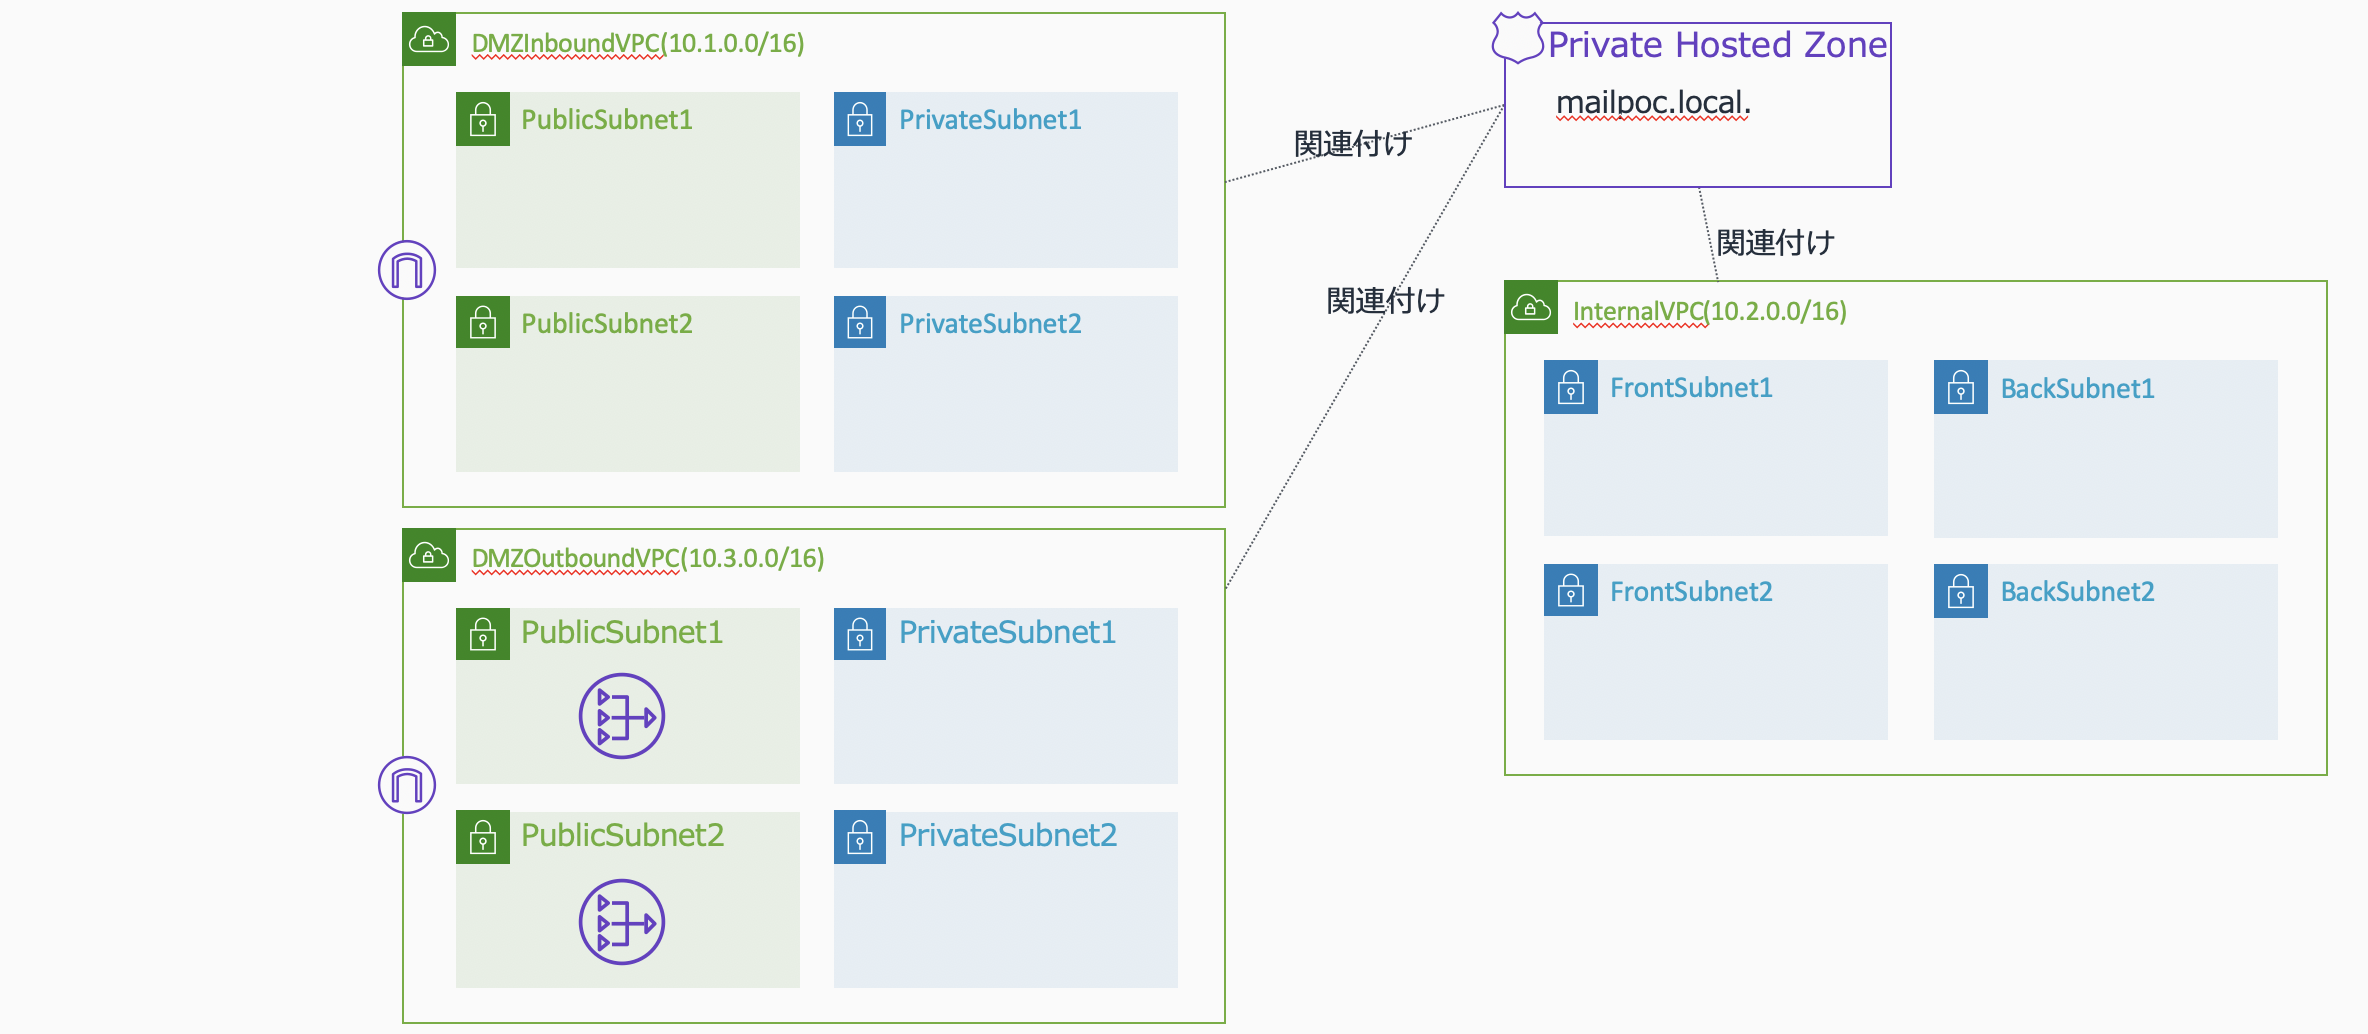 DMZInboundVPC(10.1.0.0/16)
PublicSubnet1
PrivateSubnet1
PublicSubnet2
PrivateSubnet2
DMZOutboundVPC(10.3.0.0/16)
PublicSubnet1
PrivateSubnet1
PublicSubnet2
PrivateSubnet2
関連付け
関連付け
Private Hosted Zone
mailpoc.local.
関連付け
InternalVPC(10.2.0.0/16)
FrontSubnet1
BackSubnet1
FrontSubnet2
BackSubnet2